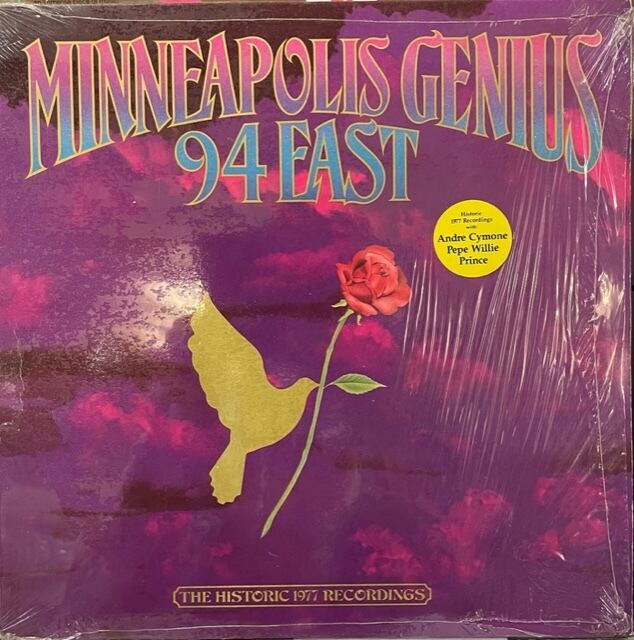 MINNEAPOLIS GENIUS
94 EAST
Historic
1977 Recordings
with
Andre Cymone
Pepe Willie
Prince
THE HISTORIC 1977 RECORDINGS